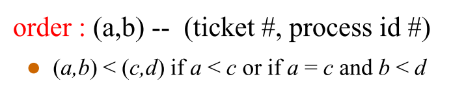 order : (a,b) -- (ticket #, process id #)
• (a,b) < (c,d) if a < c or if a = c and b < d